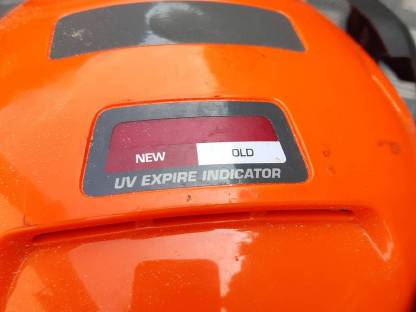 NEW OLD
UV EXPIRE INDICATOR